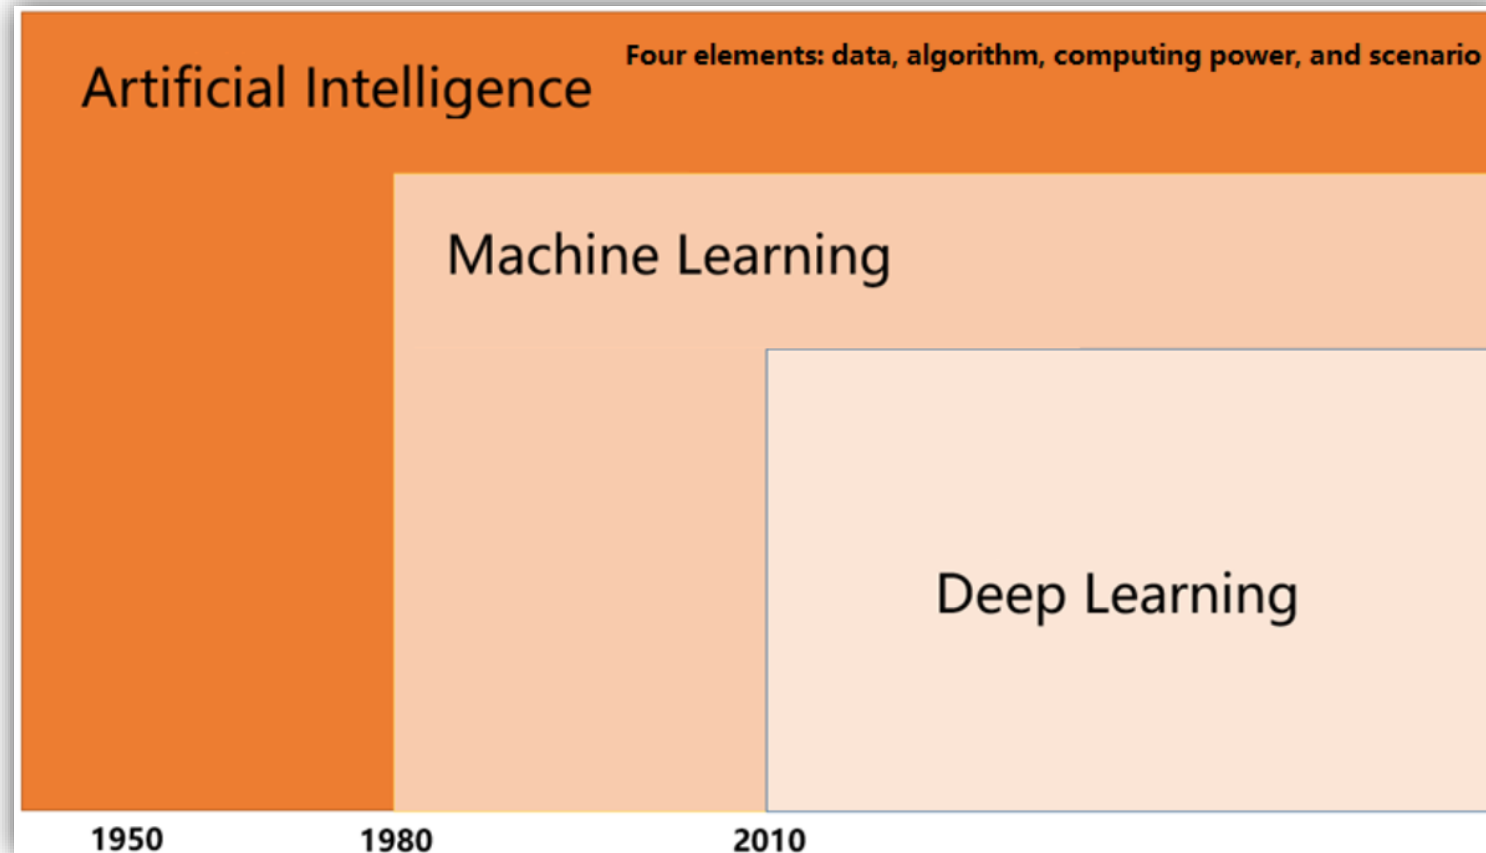 Four elements: data, algorithm, computing power, and scenario
Artificial Intelligence
Machine Learning
Deep Learning
1950
1980
2010